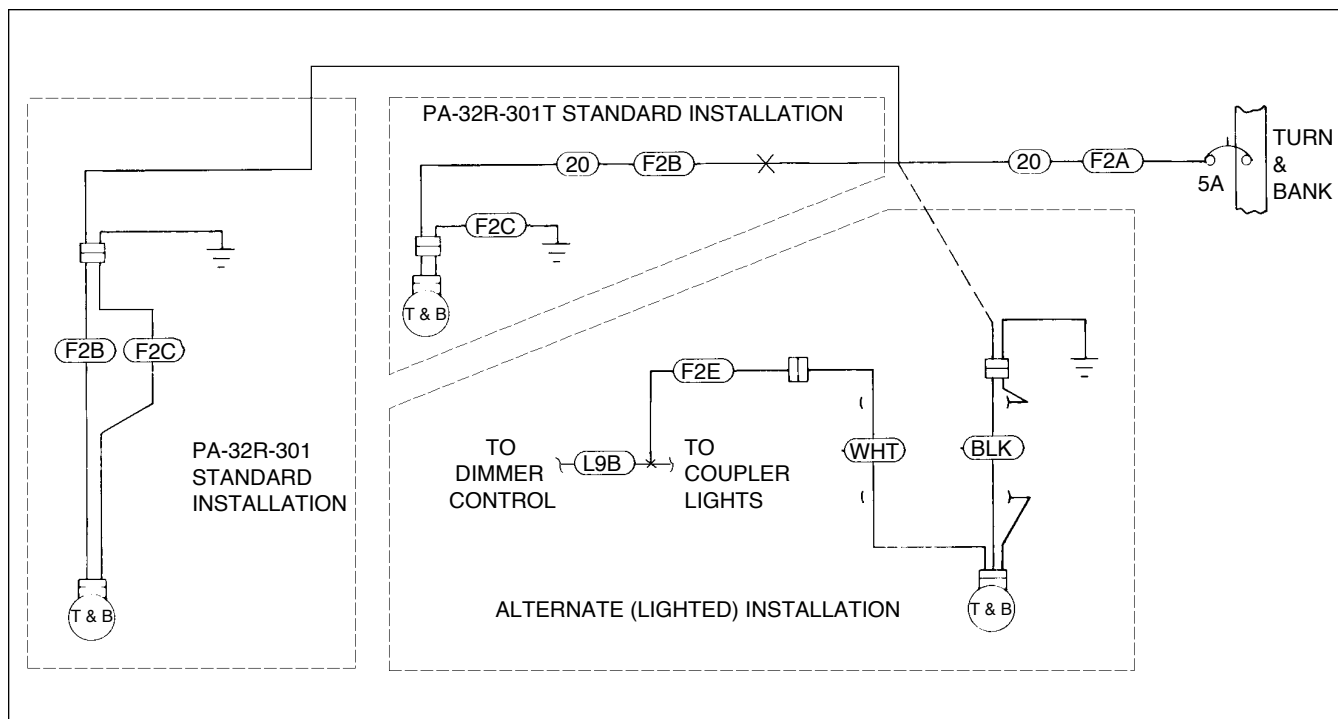 PA-32R-301T STANDARD INSTALLATION
20
F2B
20
F2A
5A
TURN
&
BANK
F2C
T & B
F2B
F2C
PA-32R-301
STANDARD
INSTALLATION
T & B
F2E
TO
DIMMER
CONTROL
L9B
TO
COUPLER
LIGHTS
WHT
BLK
T & B
ALTERNATE (LIGHTED) INSTALLATION